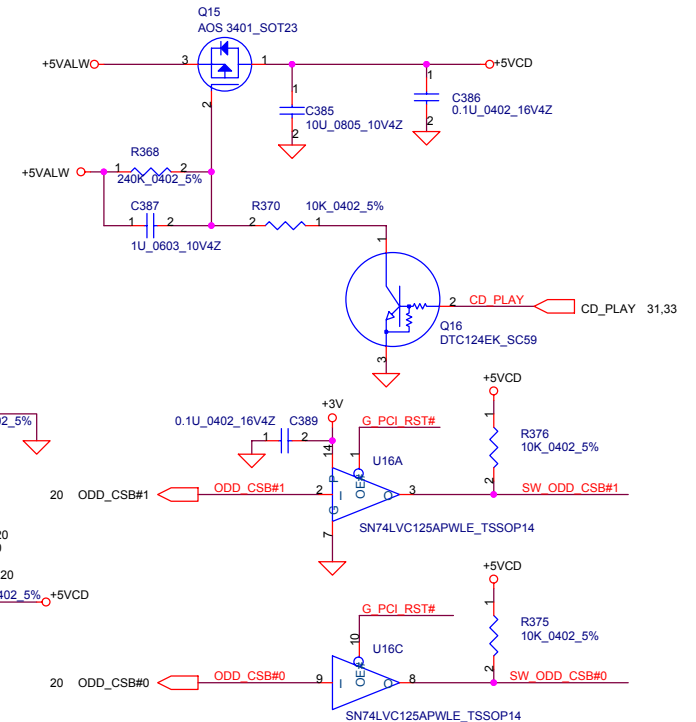 Q15
AOS 3401_SOT23
+5VALW
3
1
+5VCD
2
1
C385
10U_0805_10V4Z
2
1
C386
0.1U_0402_16V4Z
2
R368
+5VALW
1
2
240K_0402_5%
C387
1
2
1U_0603_10V4Z
R370
10K_0402_5%
2
1
1
2
CD_PLAY
CD_PLAY 31,33
Q16
DTC124EK_SC59
3
+5VCD
+3V
02_5%
0.1U_0402_16V4Z
C389
1
2
G_PCI_RST#
14
1
U16A
1
R376
10K_0402_5%
2
20 ODD_CSB#1
ODD_CSB#1
2
P
I
OE#
O
G
3
SW_ODD_CSB#1
7
SN74LVC125APWLE_TSSOP14
20
20
402_5%
+5VCD
+5VCD
G_PCI_RST#
10
U16C
1
R375
10K_0402_5%
2
20 ODD_CSB#0
ODD_CSB#0
9
I
OE#
O
8
SW_ODD_CSB#0
SN74LVC125APWLE_TSSOP14